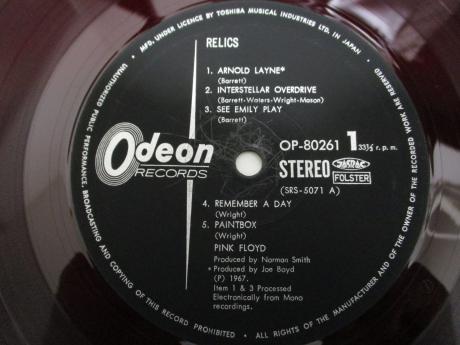 MFD. UNDER LICENCE BY TOSHIBA MUSICAL INDUSTRIES LTD. IN JAPAN
RELICS
1. ARNOLD LAYNE*
(Barrett)
2. INTERSTELLAR OVERDRIVE
(Barrett-Waters-Wright-Mason)
3. SEE EMILY PLAY
(Barrett)
Odeon
RECORDS
OP-80261 1 33⅓ r.p.m.
STEREO
(SRS-5071 A)
FOLSTER
4. REMEMBER A DAY
(Wright)
5. PAINTBOX
(Wright)
PINK FLOYD
Produced by Norman Smith
*Produced by Joe Boyd
(P) 1967.
Item 1 & 3 Processed
Electronically from Mono
recordings.
UNAUTHORIZED PUBLIC PERFORMANCE, BROADCASTING AND COPYING OF THIS RECORD PROHIBITED • ALL RIGHTS OF THE MANUFACTURER AND OF THE OWNER OF THE RECORDED WORK ARE RESERVED